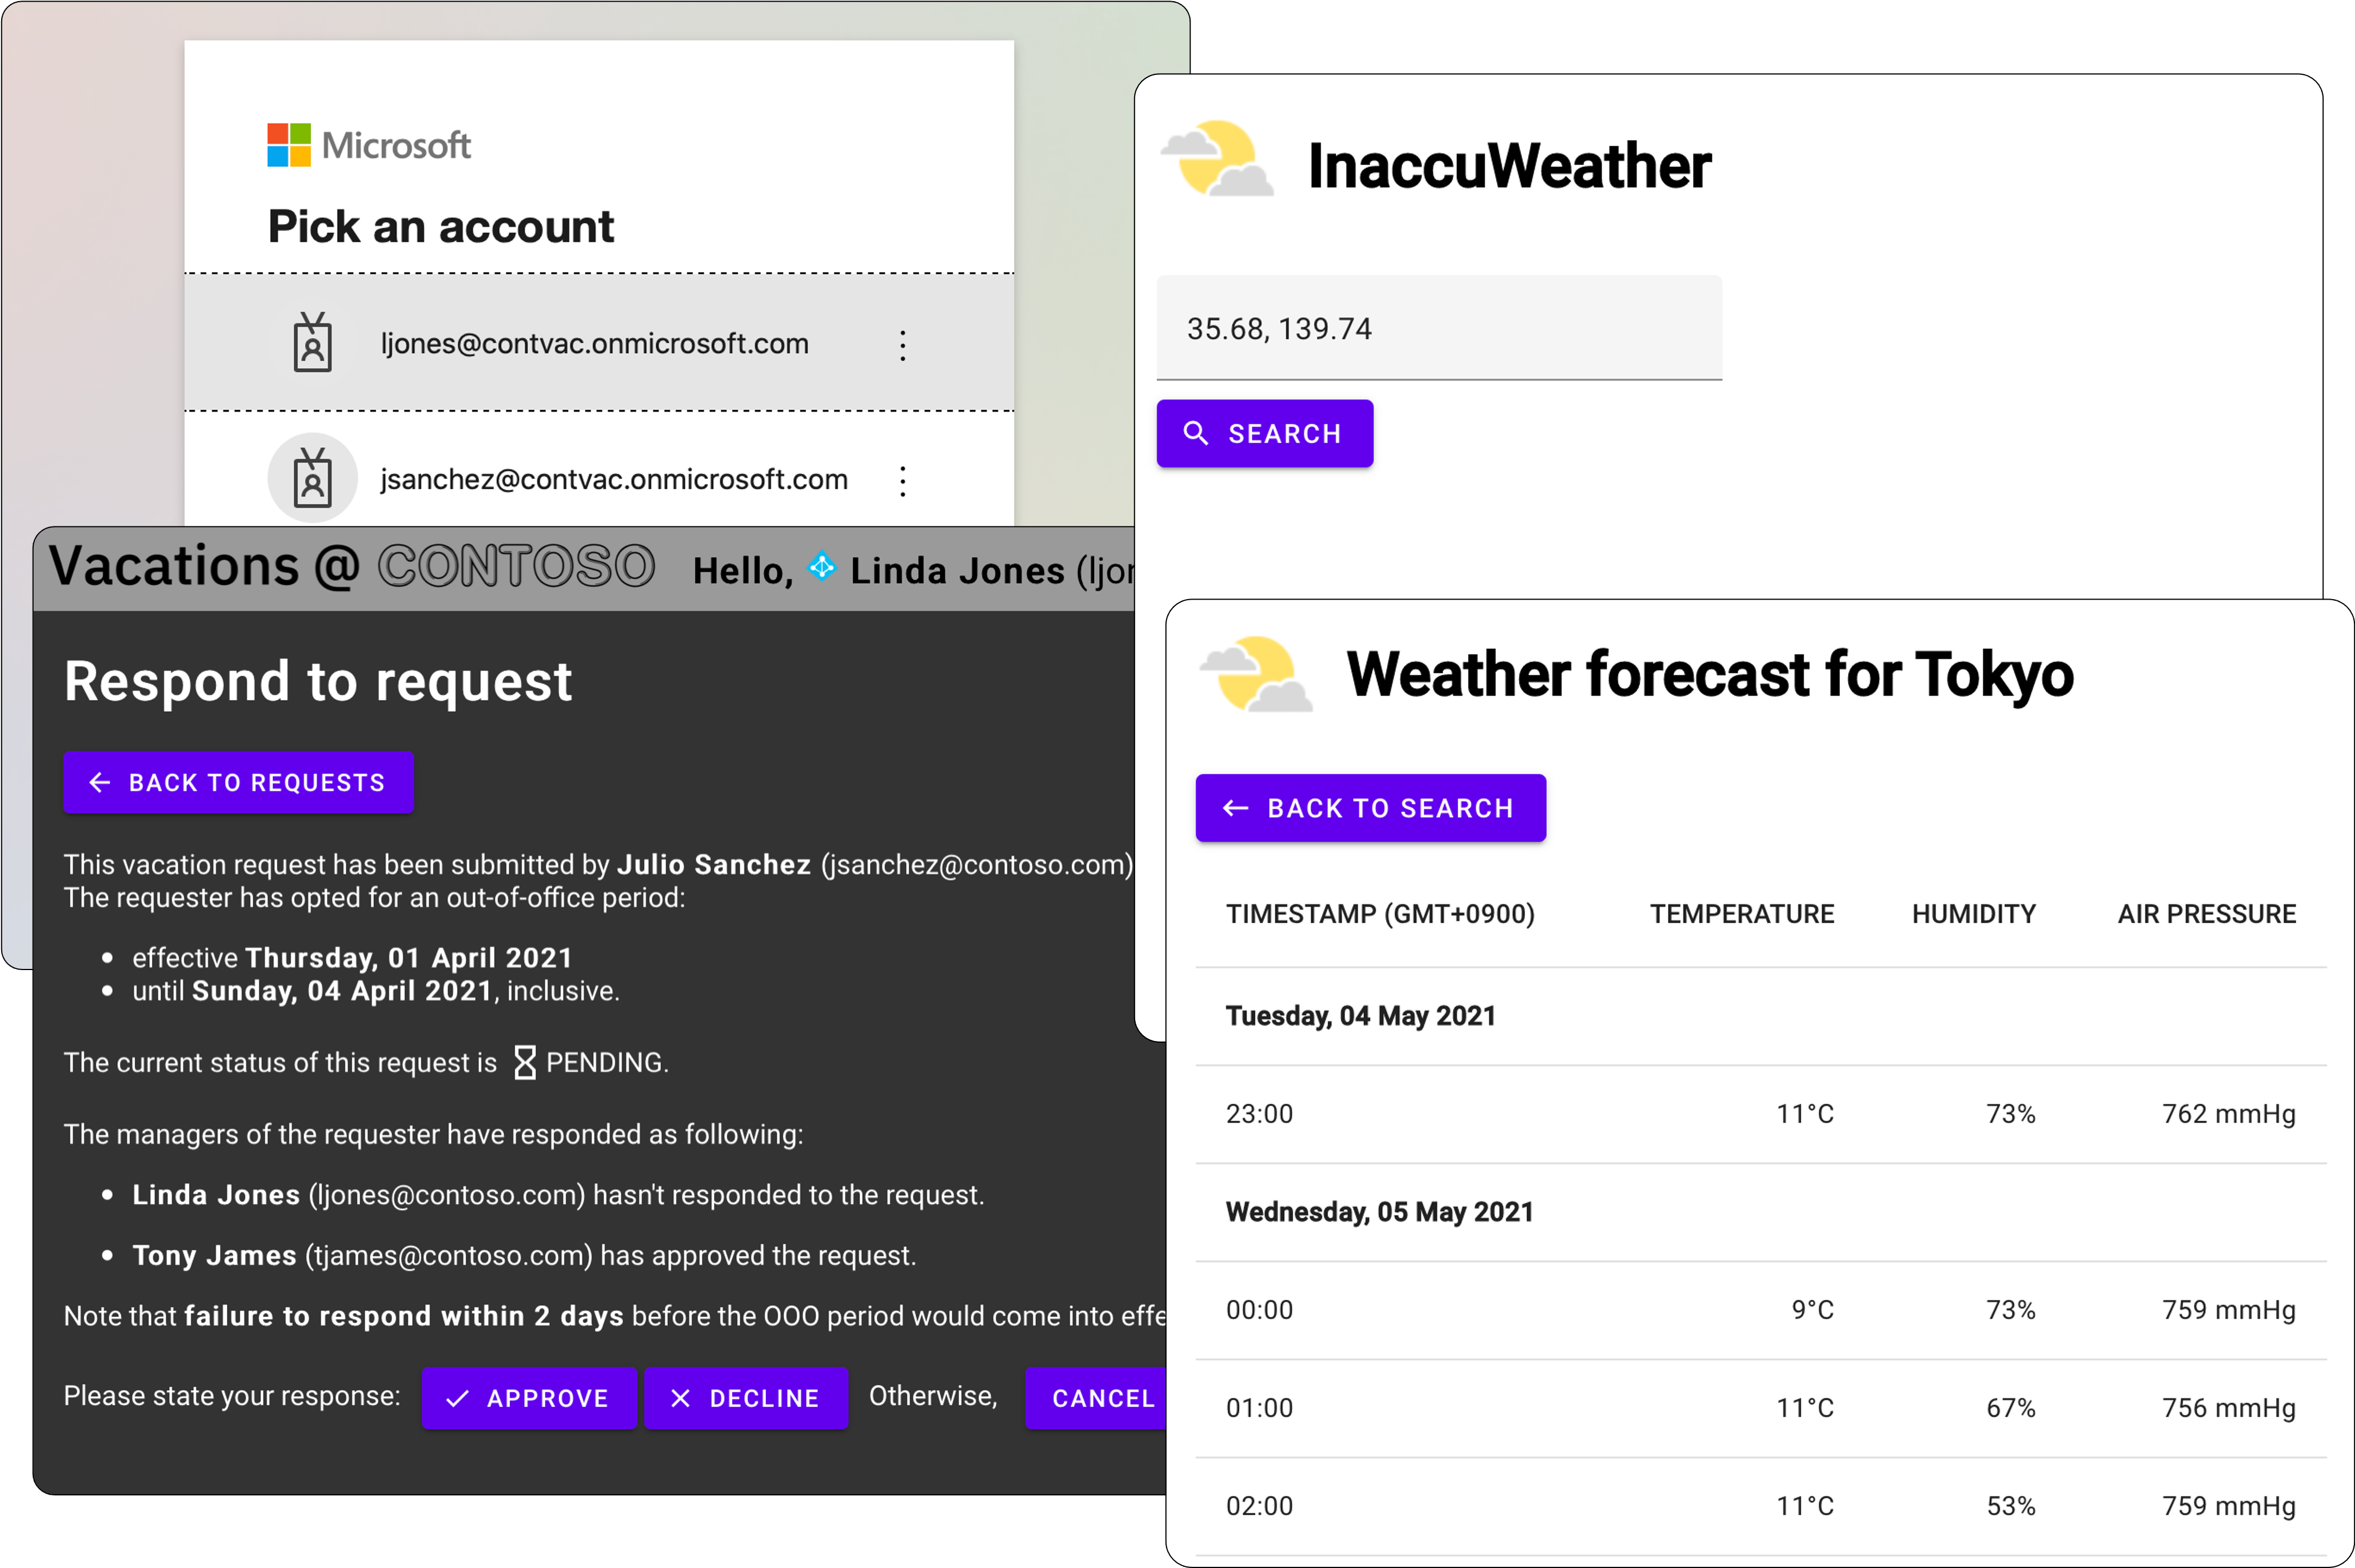 Microsoft
Pick an account
ljones@contvac.onmicrosoft.com
jsanchez@contvac.onmicrosoft.com
InaccuWeather
35.68, 139.74
SEARCH
Vacations @ CONTOSO Hello, Linda Jones (ljor
Respond to request
BACK TO REQUESTS
This vacation request has been submitted by Julio Sanchez (jsanchez@contoso.com)
The requester has opted for an out-of-office period:
effective Thursday, 01 April 2021
until Sunday, 04 April 2021, inclusive.
The current status of this request is PENDING.
The managers of the requester have responded as following:
Linda Jones (ljones@contoso.com) hasn't responded to the request.
Tony James (tjames@contoso.com) has approved the request.
Note that failure to respond within 2 days before the OOO period would come into effe
Please state your response: APPROVE DECLINE Otherwise, CANCEL
Weather forecast for Tokyo
BACK TO SEARCH
TIMESTAMP (GMT+0900) TEMPERATURE HUMIDITY AIR PRESSURE
Tuesday, 04 May 2021
23:00 11°C 73% 762 mmHg
Wednesday, 05 May 2021
00:00 9°C 73% 759 mmHg
01:00 11°C 67% 756 mmHg
02:00 11°C 53% 759 mmHg